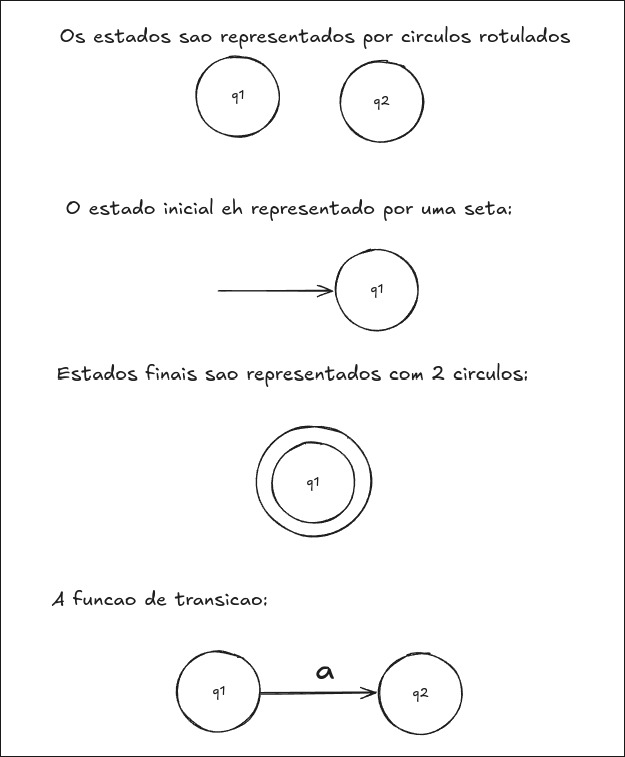 Os estados sao representados por circulos rotulados
q1 q2
O estado inicial eh representado por uma seta:
q1
Estados finais sao representados com 2 circulos:
q1
A funcao de transicao:
a
q1 q2